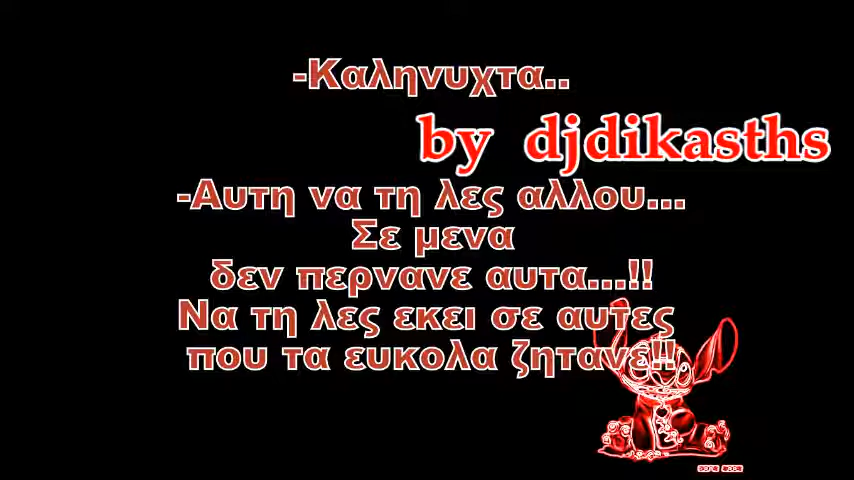 -Καληνυχτα..
by djdikasths
-Αυτη να τη λες αλλου...
Σε μενα
δεν περνανε αυτα...!!
Να τη λες εκει σε αυτες
που τα ευκολα ζητανε!!